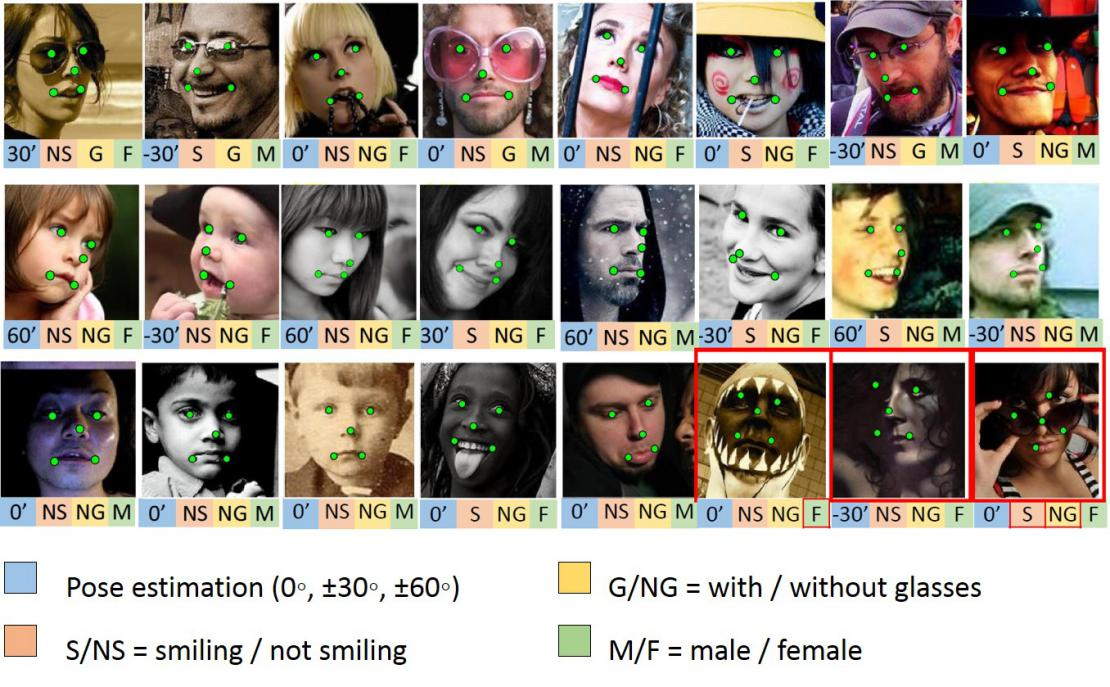 30’ NS G F -30’ S G M 0’ NS NG F 0’ NS G M 0’ NS NG F 0’ S NG F -30’ NS G M 0’ S NG M
60’ NS NG F -30’ NS NG F 60’ NS NG F 30’ S NG F 60’ NS NG M -30’ S NG F 60’ S NG M -30’ NS NG M
0’ NS NG M 0’ NS NG M 0’ NS NG M 0’ S NG F 0’ NS NG M 0’ NS NG F -30’ NS NG F 0’ S NG F
Pose estimation (0◦, ±30◦, ±60◦)
G/NG = with / without glasses
S/NS = smiling / not smiling
M/F = male / female